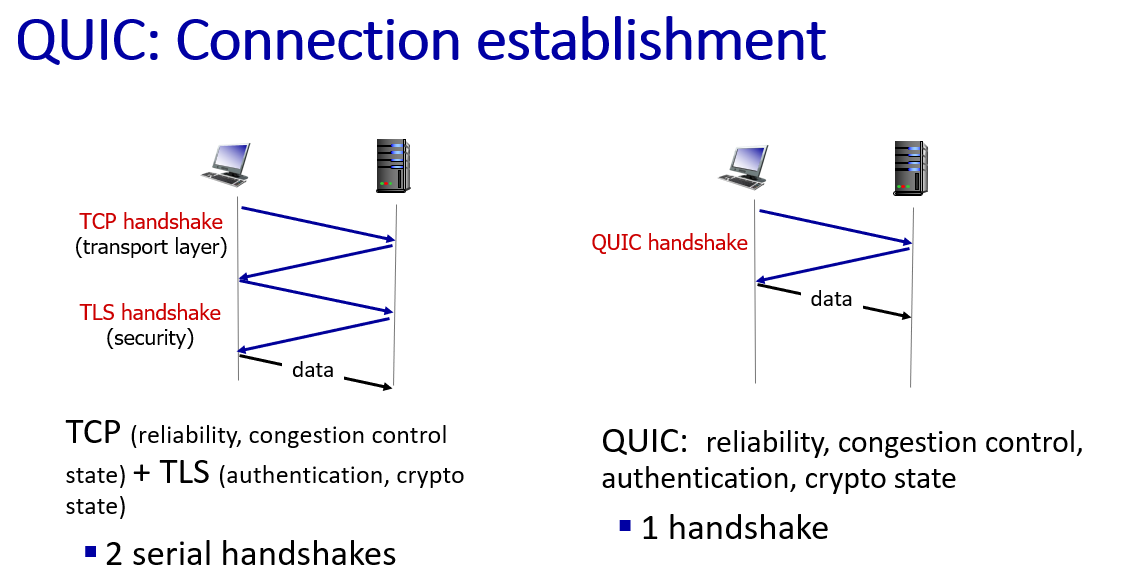 QUIC: Connection establishment
TCP handshake
(transport layer)
TLS handshake
(security)
data
TCP (reliability, congestion control
state) + TLS (authentication, crypto
state)
▪ 2 serial handshakes
QUIC handshake
data
QUIC: reliability, congestion control,
authentication, crypto state
▪ 1 handshake